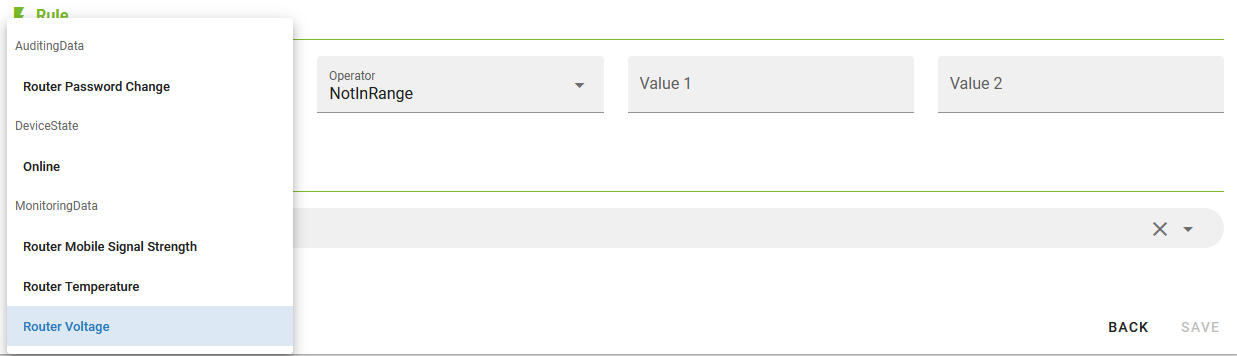 Rule
AuditingData
Router Password Change
DeviceState
Online
MonitoringData
Router Mobile Signal Strength
Router Temperature
Router Voltage
Operator
NotInRange
Value 1
Value 2
BACK
SAVE